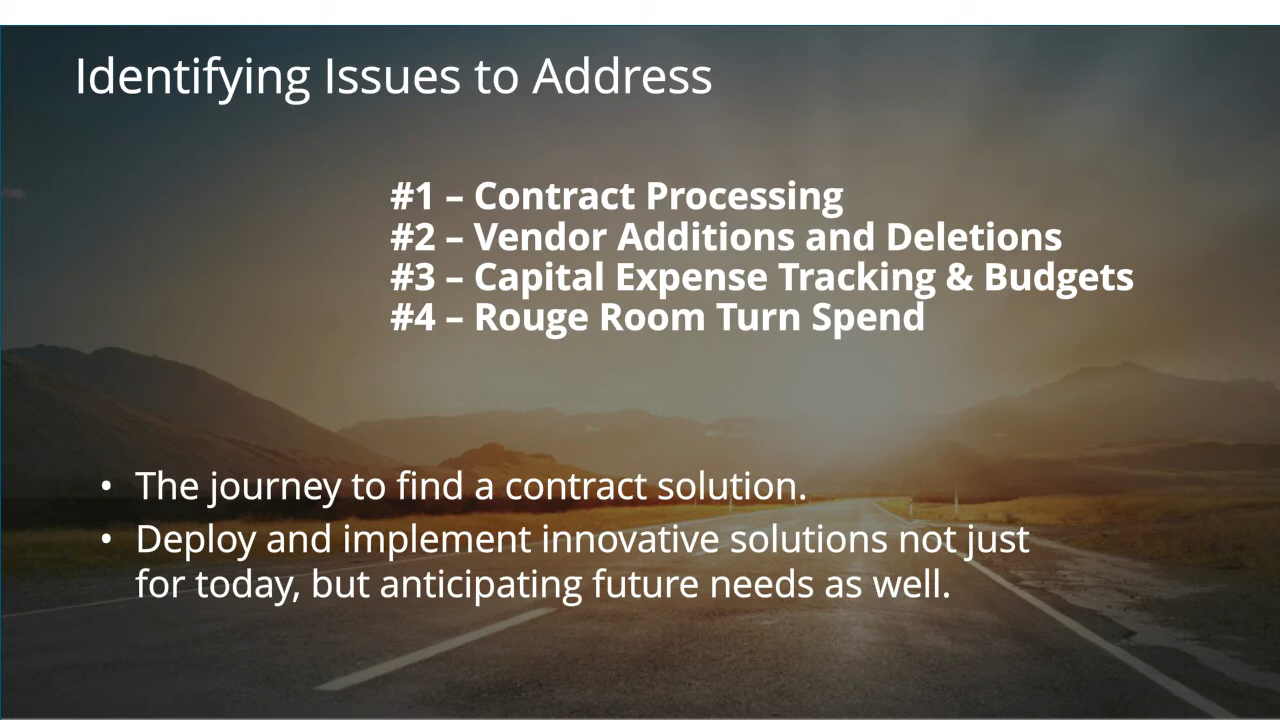 Identifying Issues to Address
#1 – Contract Processing
#2 – Vendor Additions and Deletions
#3 – Capital Expense Tracking & Budgets
#4 – Rouge Room Turn Spend
• The journey to find a contract solution.
• Deploy and implement innovative solutions not just
for today, but anticipating future needs as well.